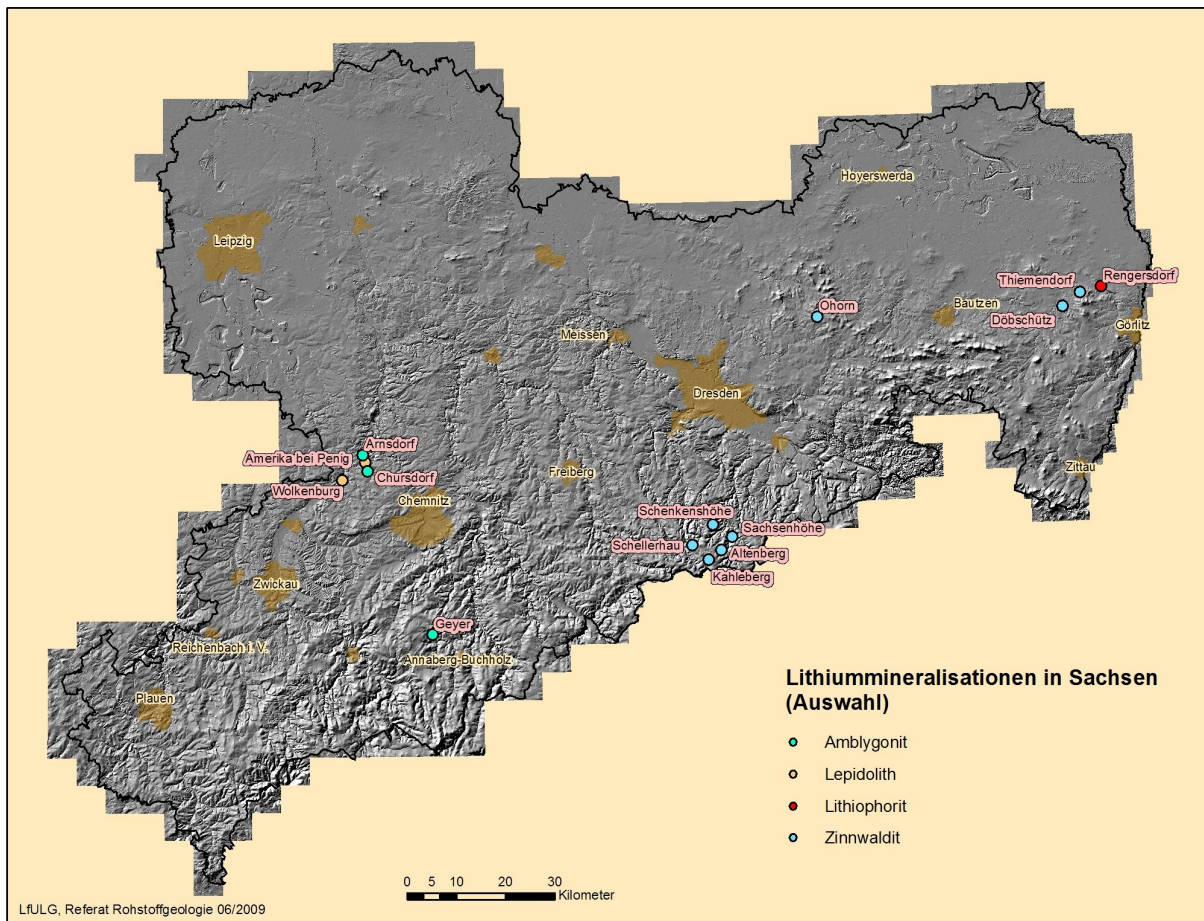 Hoyerswerda
Leipzig
Thiemendorf
Rengersdorf
Ohorn
Bautzen
Döbschütz
Görlitz
Meissen
Dresden
Arnsdorf
Amerika bei Penig
Chursdorf
Wolkenburg
Freiberg
Zittau
Chemnitz
Schenkenshöhe
Sachsenhöhe
Schellerhau
Altenberg
Kahleberg
Zwickau
Geyer
Reichenbach i. V.
Annaberg-Buchholz
Plauen
Lithiummineralisationen in Sachsen
(Auswahl)
Amblygonit
Lepidolith
Lithiophorit
Zinnwaldit
0 5 10 20 30
Kilometer
LfULG, Referat Rohstoffgeologie 06/2009